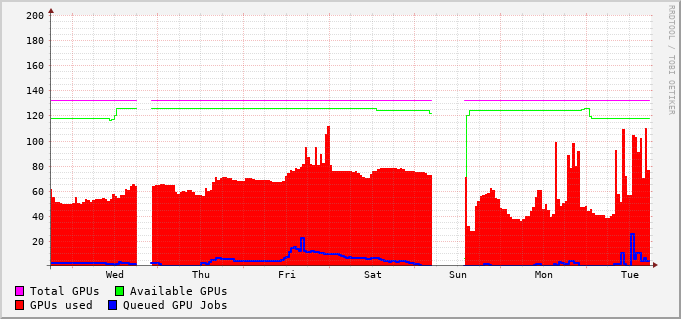 200
180
160
140
120
100
80
60
40
20
Wed Thu Fri Sat Sun Mon Tue
Total GPUs Available GPUs
GPUs used Queued GPU Jobs
RRDTOOL / TOBI OETIKER